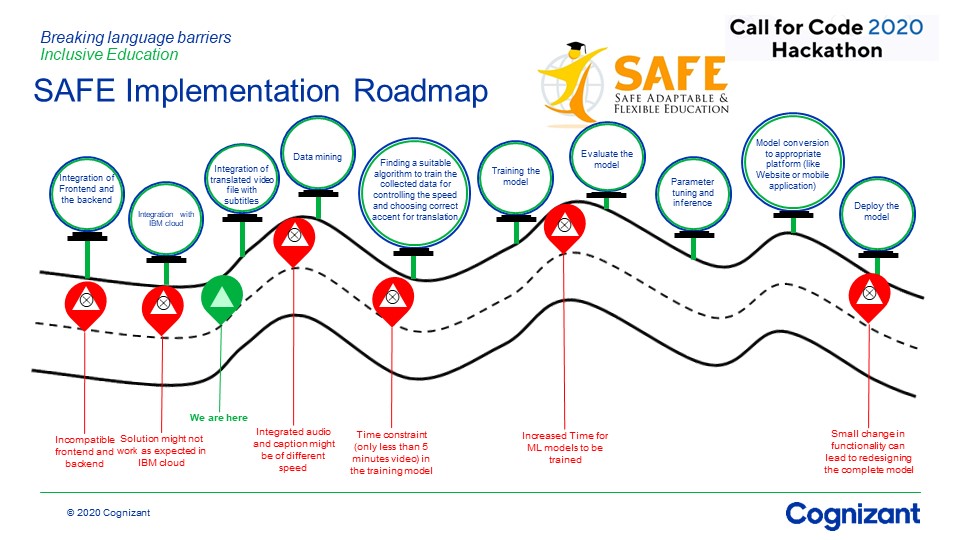 Breaking language barriers
Inclusive Education
Call for Code 2020
Hackathon
SAFE Implementation Roadmap
SAFE
SAFE ADAPTABLE &
FLEXIBLE EDUCATION
Integration of
Frontend and
the backend
Integration with
IBM cloud
Integration of
translated video
file with
subtitles
Data mining
Finding a suitable
algorithm to train the
collected data for
controlling the speed
and choosing correct
accent for translation
Training the
model
Evaluate the
model
Parameter
tuning and
inference
Model conversion
to appropriate
platform (like
Website or mobile
application)
Deploy the
model
Incompatible
frontend and
backend
Solution might not
work as expected in
IBM cloud
We are here
Integrated audio
and caption might
be of different
speed
Time constraint
(only less than 5
minutes video) in
the training model
Increased Time for
ML models to be
trained
Small change in
functionality can
lead to redesigning
the complete model
© 2020 Cognizant
Cognizant